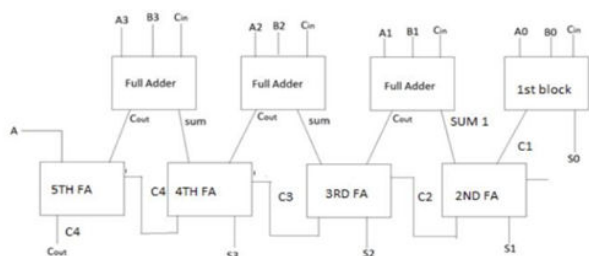 A3 B3 Cin A2 B2 Cin A1 B1 Cin A0 B0 Cin
Full Adder Full Adder Full Adder 1st block
Cout sum Cout sum Cout SUM 1 C1
A S0
5TH FA C4 4TH FA C3 3RD FA C2 2ND FA
C4
Cout S3 S2 S1